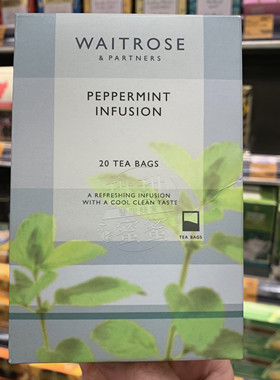 WAITROSE
& PARTNERS
PEPPERMINT
INFUSION
20 TEA BAGS
A REFRESHING INFUSION
WITH A COOL CLEAN TASTE
TEA BAGS